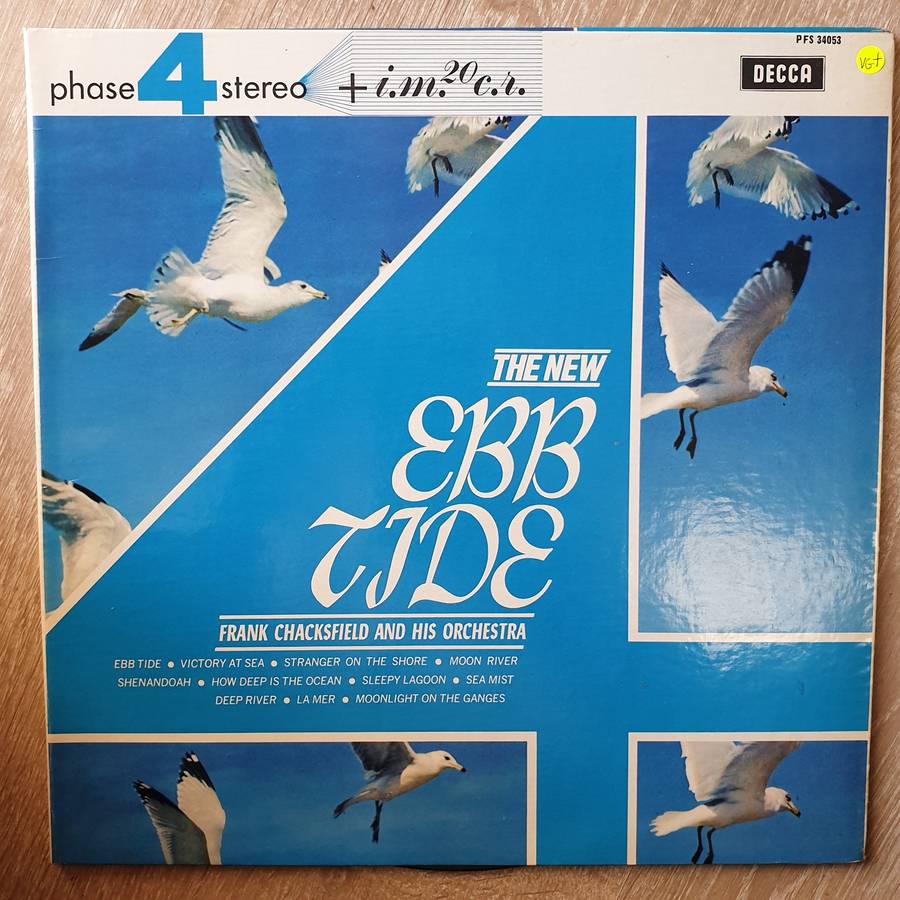 phase 4 stereo + i.m.20 c.r.
PFS 34053
DECCA
VG+
THE NEW
EBB
TIDE
FRANK CHACKSFIELD AND HIS ORCHESTRA
EBB TIDE ● VICTORY AT SEA ● STRANGER ON THE SHORE ● MOON RIVER
SHENANDOAH ● HOW DEEP IS THE OCEAN ● SLEEPY LAGOON ● SEA MIST
DEEP RIVER ● LA MER ● MOONLIGHT ON THE GANGES